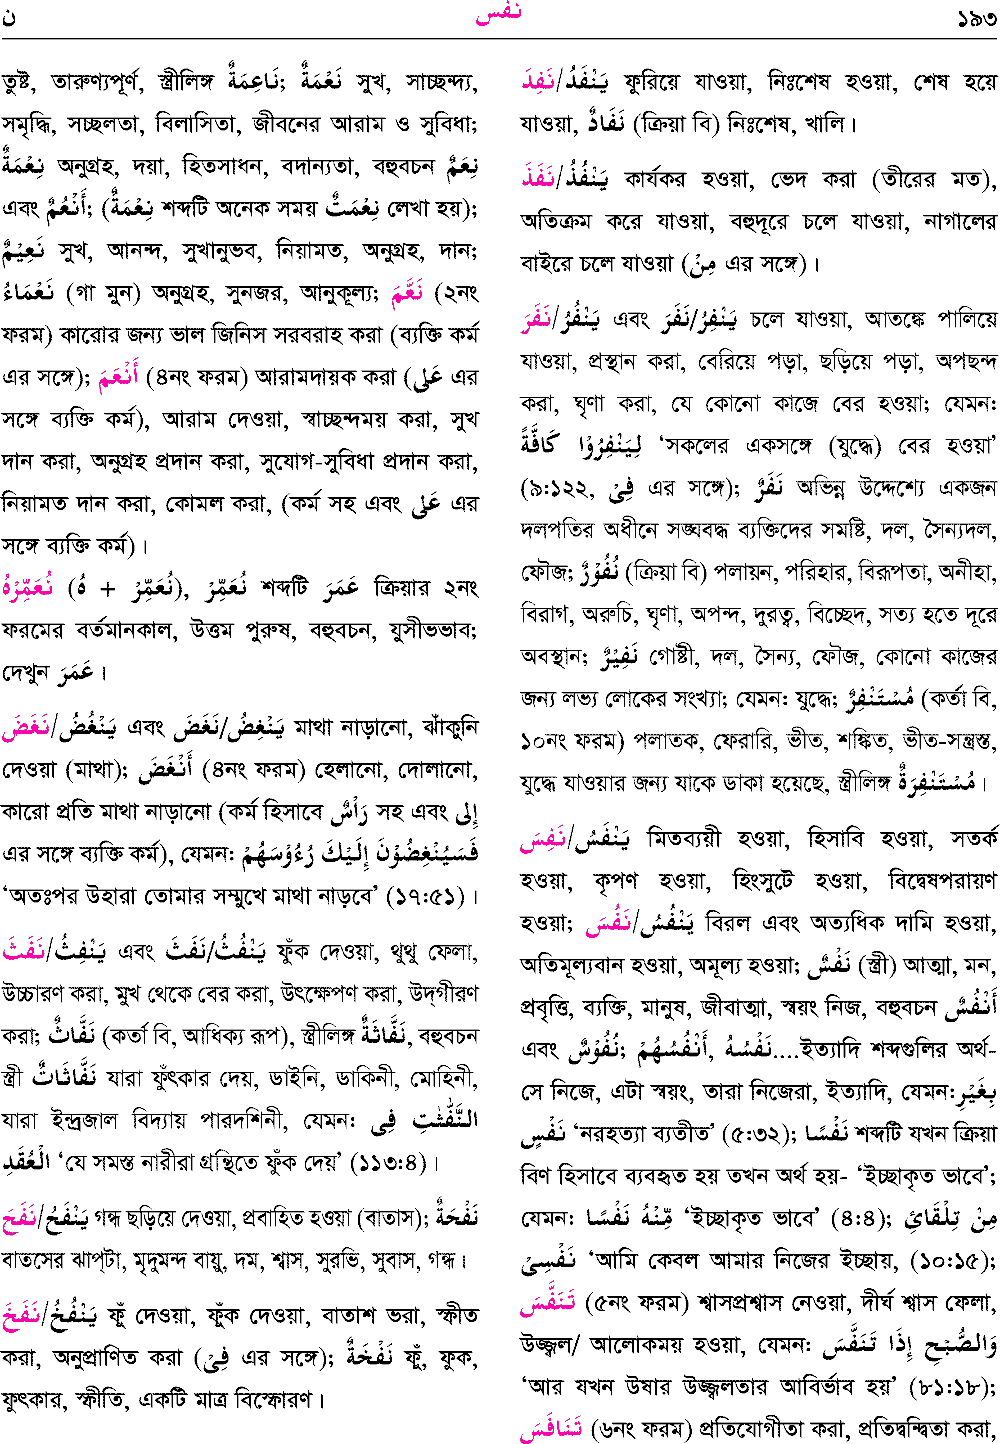 ن نفس ১৯৩
তুষ্ট, তারুণ্যপূর্ণ, স্ত্রীলিঙ্গ نَاعِمَةٌ; نَعْمَةٌ সুখ, সাচ্ছন্দ্য,
সমৃদ্ধি, সচ্ছলতা, বিলাসিতা, জীবনের আরাম ও সুবিধা;
نِعْمَةٌ অনুগ্রহ, দয়া, হিতসাধন, বদান্যতা, বহুবচন نِعَمٌ
এবং أَنْعُمٌ; (نِعْمَةٌ শব্দটি অনেক সময় نِعْمَتٌ লেখা হয়);
نَعِيْمٌ সুখ, আনন্দ, সুখানুভব, নিয়ামত, অনুগ্রহ, দান;
نَعْمَاءُ (গা মুন) অনুগ্রহ, সুনজর, আনুকূল্য; نَعَّمَ (২নং
ফরম) কারোর জন্য ভাল জিনিস সরবরাহ করা (ব্যক্তি কর্ম
এর সঙ্গে); أَنْعَمَ (৪নং ফরম) আরামদায়ক করা (عَلٰى এর
সঙ্গে ব্যক্তি কর্ম), আরাম দেওয়া, স্বাচ্ছন্দময় করা, সুখ
দান করা, অনুগ্রহ প্রদান করা, সুযোগ-সুবিধা প্রদান করা,
নিয়ামত দান করা, কোমল করা, (কর্ম সহ এবং عَلٰى এর
সঙ্গে ব্যক্তি কর্ম)।
نُعَمِّرْهُ (نُعَمِّرْ + هُ), نُعَمِّرْ শব্দটি عَمَرَ ক্রিয়ার ২নং
ফরমের বর্তমানকাল, উত্তম পুরুষ, বহুবচন, যুসীভভাব;
দেখুন عَمَرَ।
نَغَضَ/يَنْغُضُ এবং نَغَضَ/يَنْغِضُ মাথা নাড়ানো, ঝাঁকুনি
দেওয়া (মাথা); أَنْغَضَ (৪নং ফরম) হেলানো, দোলানো,
কারো প্রতি মাথা নাড়ানো (কর্ম হিসাবে رَأْسٌ সহ এবং إِلٰى
এর সঙ্গে ব্যক্তি কর্ম), যেমন: فَسَيُنْغِضُوْنَ إِلَيْكَ رُءُوْسَهُمْ
‘অতঃপর উহারা তোমার সম্মুখে মাথা নাড়বে’ (১৭:৫১)।
نَفَثَ/يَنْفِثُ এবং نَفَثَ/يَنْفُثُ ফুঁক দেওয়া, থুথু ফেলা,
উচ্চারণ করা, মুখ থেকে বের করা, উৎক্ষেপণ করা, উদ্গীরণ
করা; نَفَّاثٌ (কর্তা বি, আধিক্য রূপ), স্ত্রীলিঙ্গ نَفَّاثَةٌ, বহুবচন
স্ত্রী نَفَّاثَاتٌ যারা ফুঁৎকার দেয়, ডাইনি, ডাকিনী, মোহিনী,
যারা ইন্দ্রজাল বিদ্যায় পারদর্শিনী, যেমন: النَّفّٰثٰتِ فِى
الْعُقَدِ ‘যে সমস্ত নারীরা গ্রন্থিতে ফুঁক দেয়’ (১১৩:৪)।
نَفَحَ/يَنْفَحُ গন্ধ ছড়িয়ে দেওয়া, প্রবাহিত হওয়া (বাতাস); نَفْحَةٌ
বাতসের ঝাপ্টা, মৃদুমন্দ বায়ু, দম, শ্বাস, সুরভি, সুবাস, গন্ধ।
نَفَخَ/يَنْفُخُ ফুঁ দেওয়া, ফুঁক দেওয়া, বাতাশ ভরা, স্ফীত
করা, অনুপ্রাণিত করা (فِىْ এর সঙ্গে); نَفْخَةٌ ফুঁ, ফুক,
ফুৎকার, স্ফীতি, একটি মাত্র বিস্ফোরণ।
نَفِدَ/يَنْفَدُ ফুরিয়ে যাওয়া, নিঃশেষ হওয়া, শেষ হয়ে
যাওয়া, نَفَادٌ (ক্রিয়া বি) নিঃশেষ, খালি।
نَفَذَ/يَنْفُذُ কার্যকর হওয়া, ভেদ করা (তীরের মত),
অতিক্রম করে যাওয়া, বহুদূরে চলে যাওয়া, নাগালের
বাইরে চলে যাওয়া (مِنْ এর সঙ্গে)।
نَفَرَ/يَنْفُرُ এবং نَفَرَ/يَنْفِرُ চলে যাওয়া, আতঙ্কে পালিয়ে
যাওয়া, প্রস্থান করা, বেরিয়ে পড়া, ছড়িয়ে পড়া, অপছন্দ
করা, ঘৃণা করা, যে কোনো কাজে বের হওয়া; যেমন:
لِيَنْفِرُوْا كَافَّةً ‘সকলের একসঙ্গে (যুদ্ধে) বের হওয়া’
(৯:১২২, فِىْ এর সঙ্গে); نَفَرٌ অভিন্ন উদ্দেশ্যে একজন
দলপতির অধীনে সঙ্ঘবদ্ধ ব্যক্তিদের সমষ্টি, দল, সৈন্যদল,
ফৌজ; نُفُوْرٌ (ক্রিয়া বি) পলায়ন, পরিহার, বিরূপতা, অনীহা,
বিরাগ, অরুচি, ঘৃণা, অপন্দ, দুরত্ব, বিচ্ছেদ, সত্য হতে দূরে
অবস্থান; نَفِيْرٌ গোষ্টী, দল, সৈন্য, ফৌজ, কোনো কাজের
জন্য লভ্য লোকের সংখ্যা; যেমন: যুদ্ধে; مُسْتَنْفِرٌ (কর্তা বি,
১০নং ফরম) পলাতক, ফেরারি, ভীত, শঙ্কিত, ভীত-সন্ত্রস্ত,
যুদ্ধে যাওয়ার জন্য যাকে ডাকা হয়েছে, স্ত্রীলিঙ্গ مُسْتَنْفِرَةٌ।
نَفِسَ/يَنْفَسُ মিতব্যয়ী হওয়া, হিসাবি হওয়া, সতর্ক
হওয়া, কৃপণ হওয়া, হিংসুটে হওয়া, বিদ্বেষপরায়ণ
হওয়া; نَفُسَ/يَنْفُسُ বিরল এবং অত্যধিক দামি হওয়া,
অতিমূল্যবান হওয়া, অমূল্য হওয়া; نَفْسٌ (স্ত্রী) আত্মা, মন,
প্রবৃত্তি, ব্যক্তি, মানুষ, জীবাত্মা, স্বয়ং নিজ, বহুবচন أَنْفُسٌ
এবং نُفُوْسٌ; نَفْسُهُ, أَنْفُسُهُمْ....ইত্যাদি শব্দগুলির অর্থ-
সে নিজে, এটা স্বয়ং, তারা নিজেরা, ইত্যাদি, যেমন: بِغَيْرِ
نَفْسٍ ‘নরহত্যা ব্যতীত’ (৫:৩২); نَفْسًا শব্দটি যখন ক্রিয়া
বিণ হিসাবে ব্যবহৃত হয় তখন অর্থ হয়- ‘ইচ্ছাকৃত ভাবে’;
যেমন: مِّنْهُ نَفْسًا ‘ইচ্ছাকৃত ভাবে’ (৪:৪); مِنْ تِلْقَائِ
نَفْسِىْ ‘আমি কেবল আমার নিজের ইচ্ছায়, (১০:১৫);
تَنَفَّسَ (৫নং ফরম) শ্বাসপ্রশ্বাস নেওয়া, দীর্ঘ শ্বাস ফেলা,
উজ্জ্বল/ আলোকময় হওয়া, যেমন: وَالصُّبْحِ إِذَا تَنَفَّسَ
‘আর যখন উষার উজ্জ্বলতার আবির্ভাব হয়’ (৮১:১৮);
تَنَافَسَ (৬নং ফরম) প্রতিযোগীতা করা, প্রতিদ্বন্দ্বিতা করা,